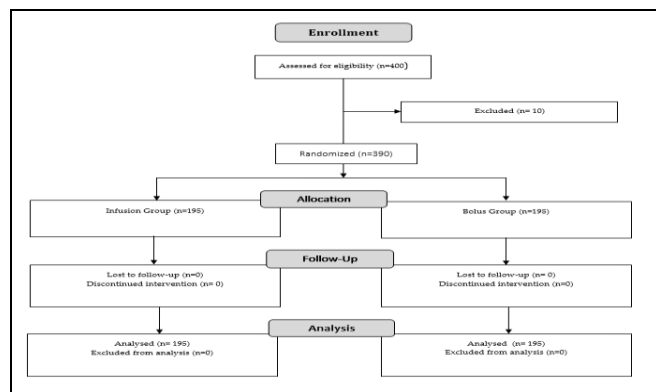 Enrollment
Assessed for eligibility (n=400)
Excluded (n= 10)
Randomized (n=390)
Allocation
Infusion Group (n=195)
Bolus Group (n=195)
Follow-Up
Lost to follow-up (n=0)
Discontinued intervention (n= 0)
Lost to follow-up (n= 0)
Discontinued intervention (n=0)
Analysis
Analysed (n= 195)
Excluded from analysis (n=0)
Analysed (n= 195)
Excluded from analysis (n=0)